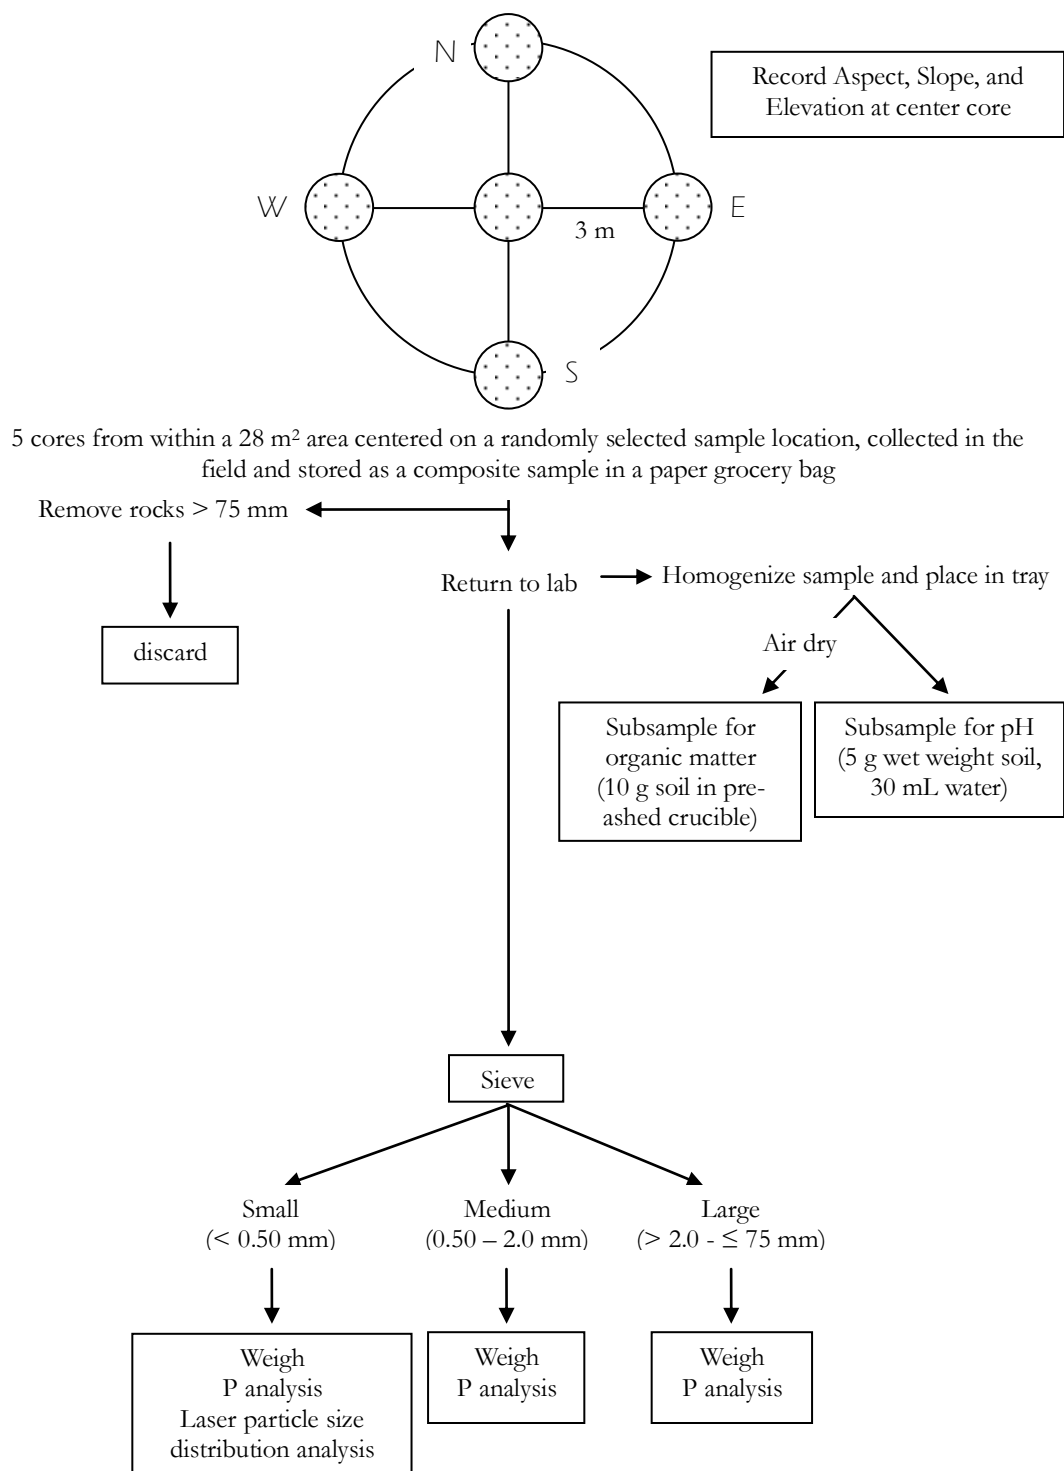 N
Record Aspect, Slope, and
Elevation at center core
W
E
3 m
S
5 cores from within a 28 m² area centered on a randomly selected sample location, collected in the
field and stored as a composite sample in a paper grocery bag
Remove rocks > 75 mm
Return to lab
Homogenize sample and place in tray
discard
Air dry
Subsample for
organic matter
(10 g soil in pre-
ashed crucible)
Subsample for pH
(5 g wet weight soil,
30 mL water)
Sieve
Small
(< 0.50 mm)
Medium
(0.50 – 2.0 mm)
Large
(> 2.0 - ≤ 75 mm)
Weigh
P analysis
Laser particle size
distribution analysis
Weigh
P analysis
Weigh
P analysis